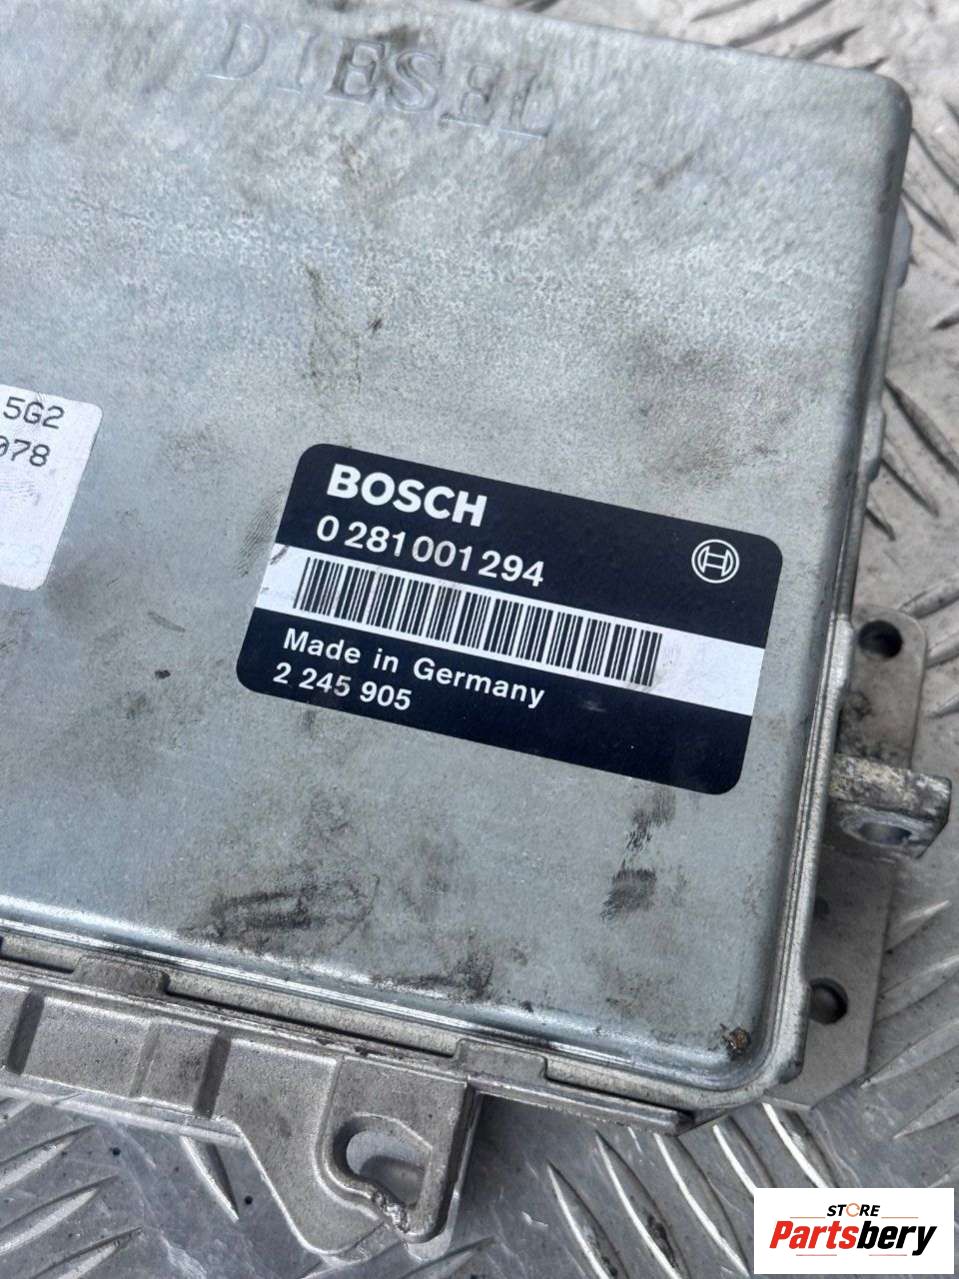 DIESEL
5G2
078
BOSCH
0 281 001 294
Made in Germany
2 245 905
STORE
Partsbery